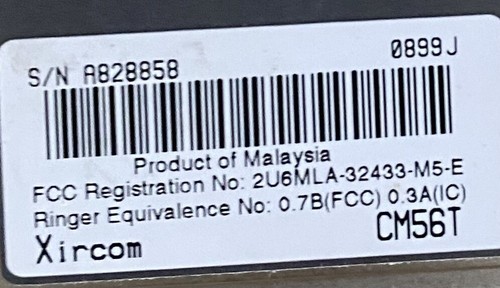 S/N A828858 0899J
Product of Malaysia
FCC Registration No: 2U6MLA-32433-M5-E
Ringer Equivalence No: 0.7B(FCC) 0.3A(IC)
Xircom CM56T